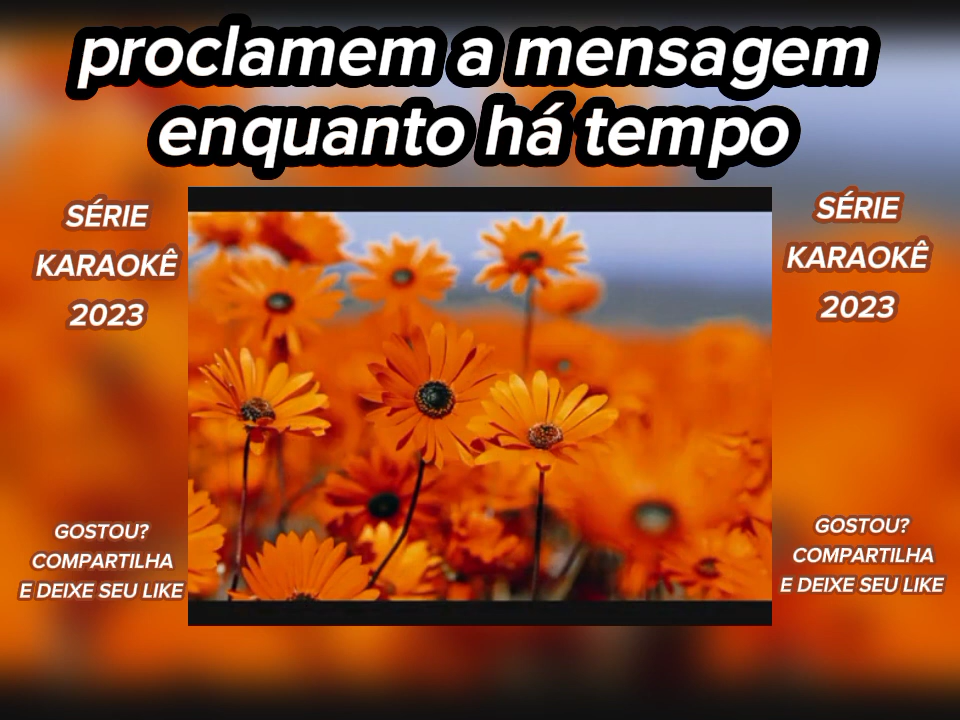 proclamem a mensagem
enquanto há tempo
SÉRIE
KARAOKÊ
2023
SÉRIE
KARAOKÊ
2023
GOSTOU?
COMPARTILHA
E DEIXE SEU LIKE
GOSTOU?
COMPARTILHA
E DEIXE SEU LIKE